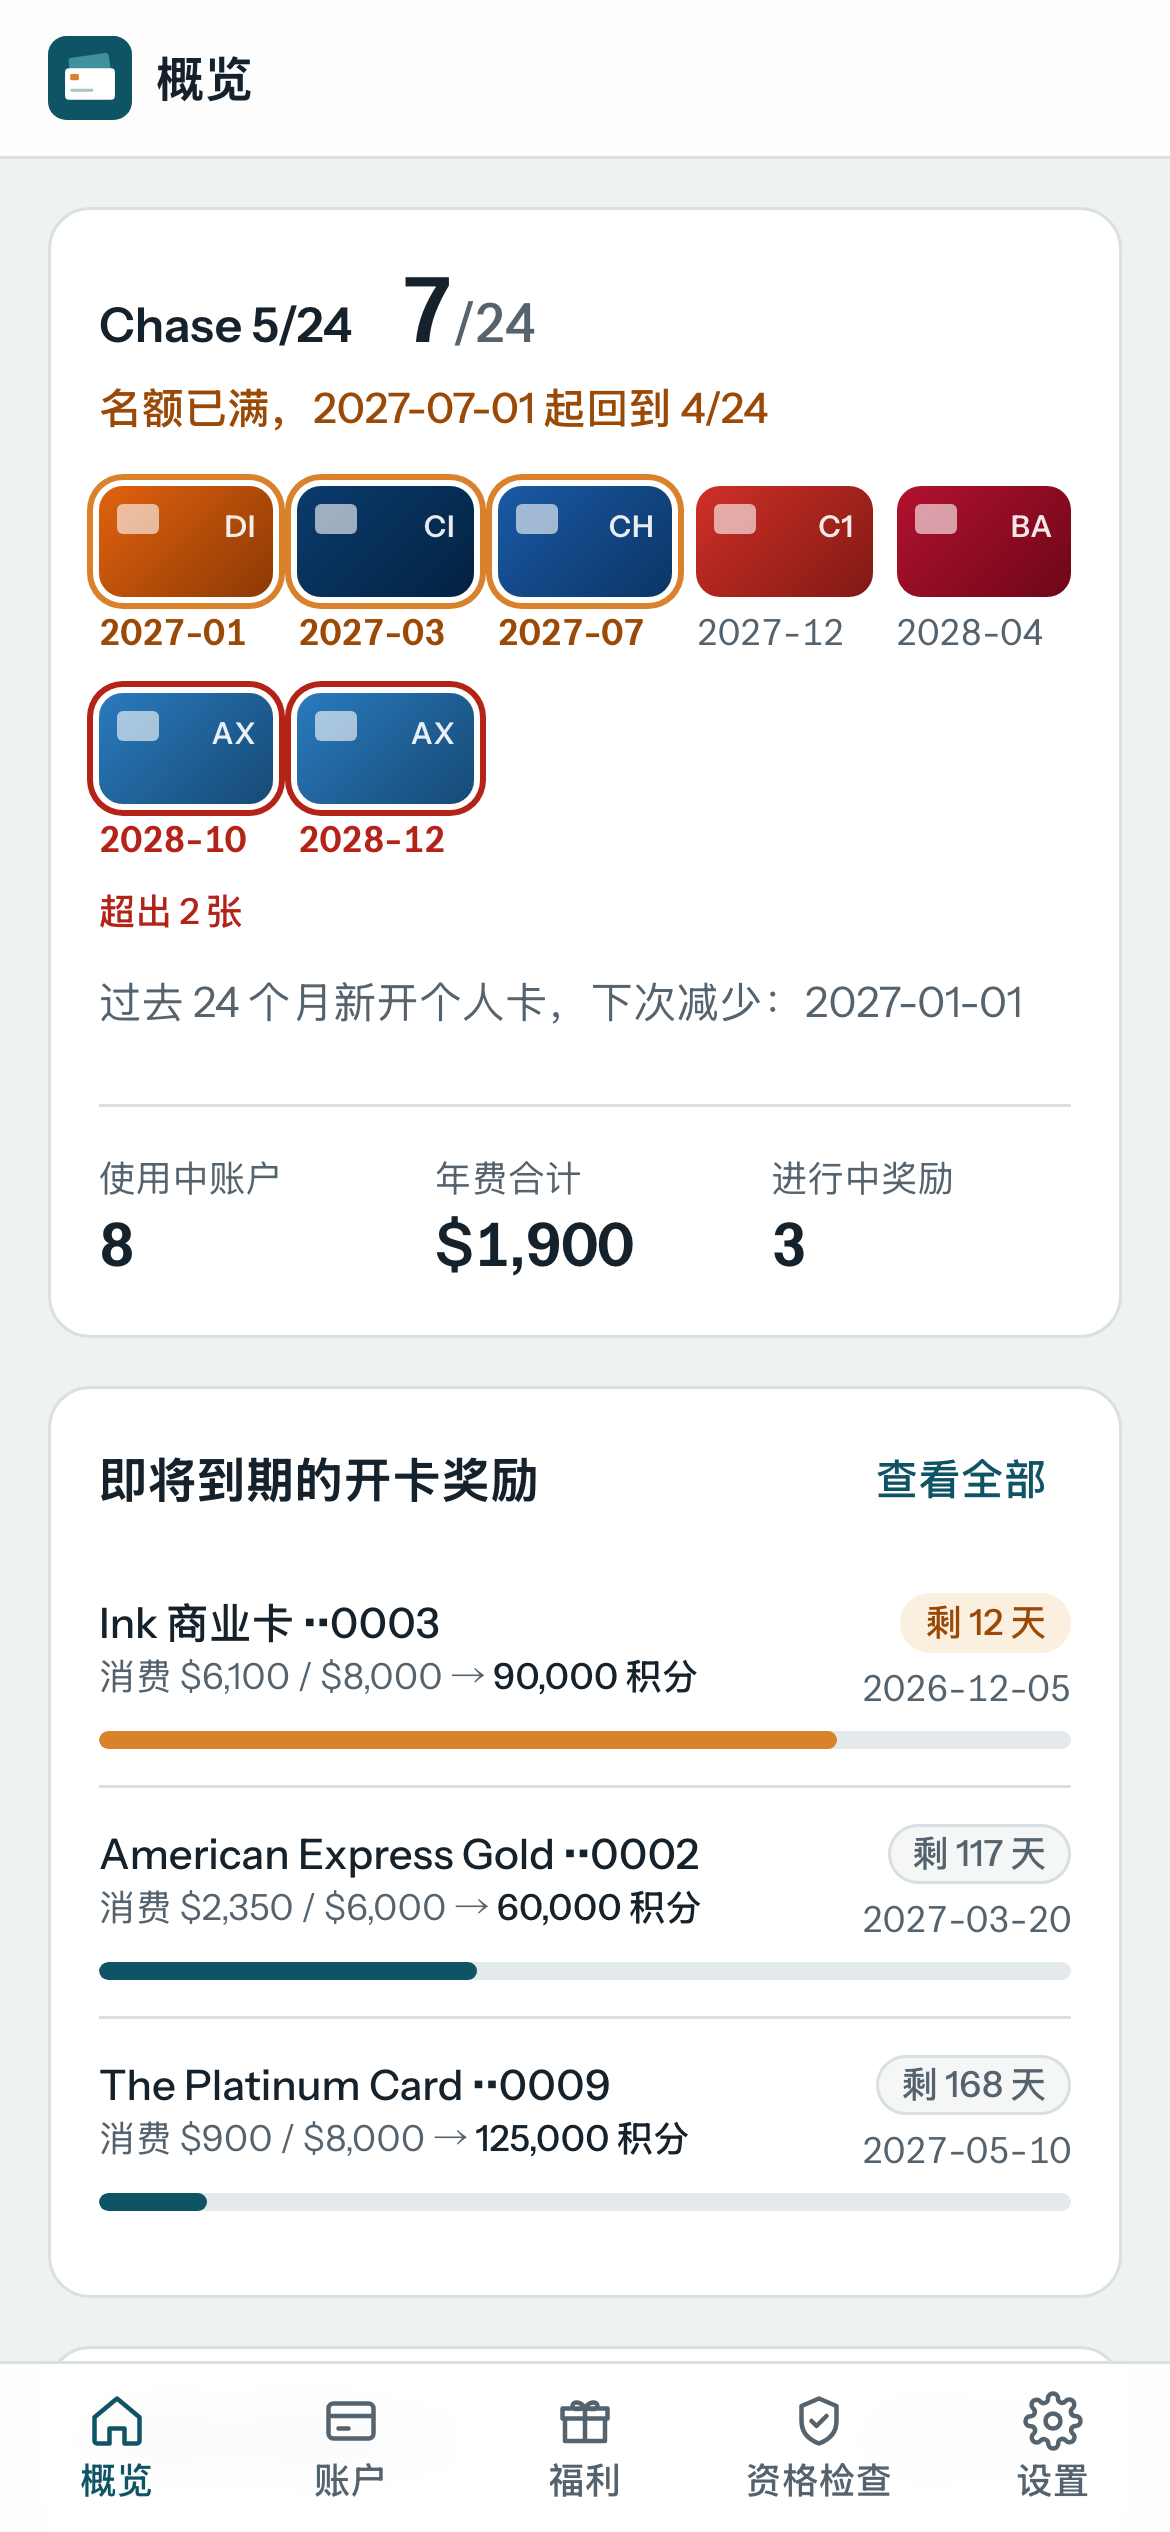 概览
Chase 5/24 7/24
名额已满，2027-07-01 起回到 4/24
DI CI CH C1 BA
2027-01 2027-03 2027-07 2027-12 2028-04
AX AX
2028-10 2028-12
超出 2 张
过去 24 个月新开个人卡，下次减少：2027-01-01
使用中账户 年费合计 进行中奖励
8 $1,900 3
即将到期的开卡奖励 查看全部
Ink 商业卡 ··0003 剩 12 天
消费 $6,100 / $8,000 → 90,000 积分 2026-12-05
American Express Gold ··0002 剩 117 天
消费 $2,350 / $6,000 → 60,000 积分 2027-03-20
The Platinum Card ··0009 剩 168 天
消费 $900 / $8,000 → 125,000 积分 2027-05-10
概览 账户 福利 资格检查 设置